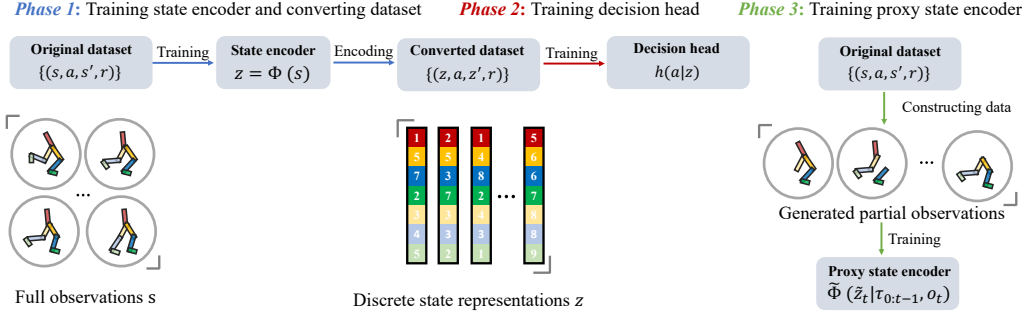 Phase 1: Training state encoder and converting dataset
Phase 2: Training decision head
Phase 3: Training proxy state encoder
Original dataset
{(s, a, s′, r)}
Training
State encoder
z = Φ (s)
Encoding
Converted dataset
{(z, a, z′, r)}
Training
Decision head
h(a|z)
Original dataset
{(s, a, s′, r)}
Constructing data
1 2 1 5
5 5 4 6
7 3 8 6
2 7 2 7
3 3 4 8
4 3 3 8
5 2 1 9
...
...
...
Generated partial observations
Training
Proxy state encoder
Φ̃ (z̃ₜ|τ₀:ₜ₋₁, oₜ)
Full observations s
Discrete state representations z